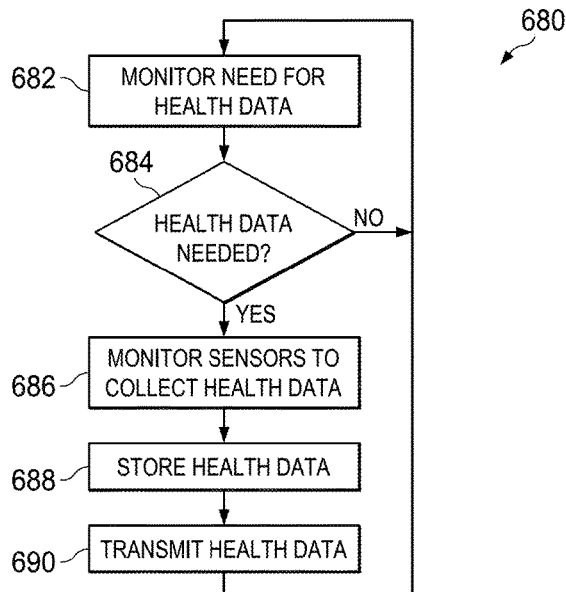 680
682
MONITOR NEED FOR
HEALTH DATA
684
HEALTH DATA
NEEDED?
NO
YES
686
MONITOR SENSORS TO
COLLECT HEALTH DATA
688
STORE HEALTH DATA
690
TRANSMIT HEALTH DATA